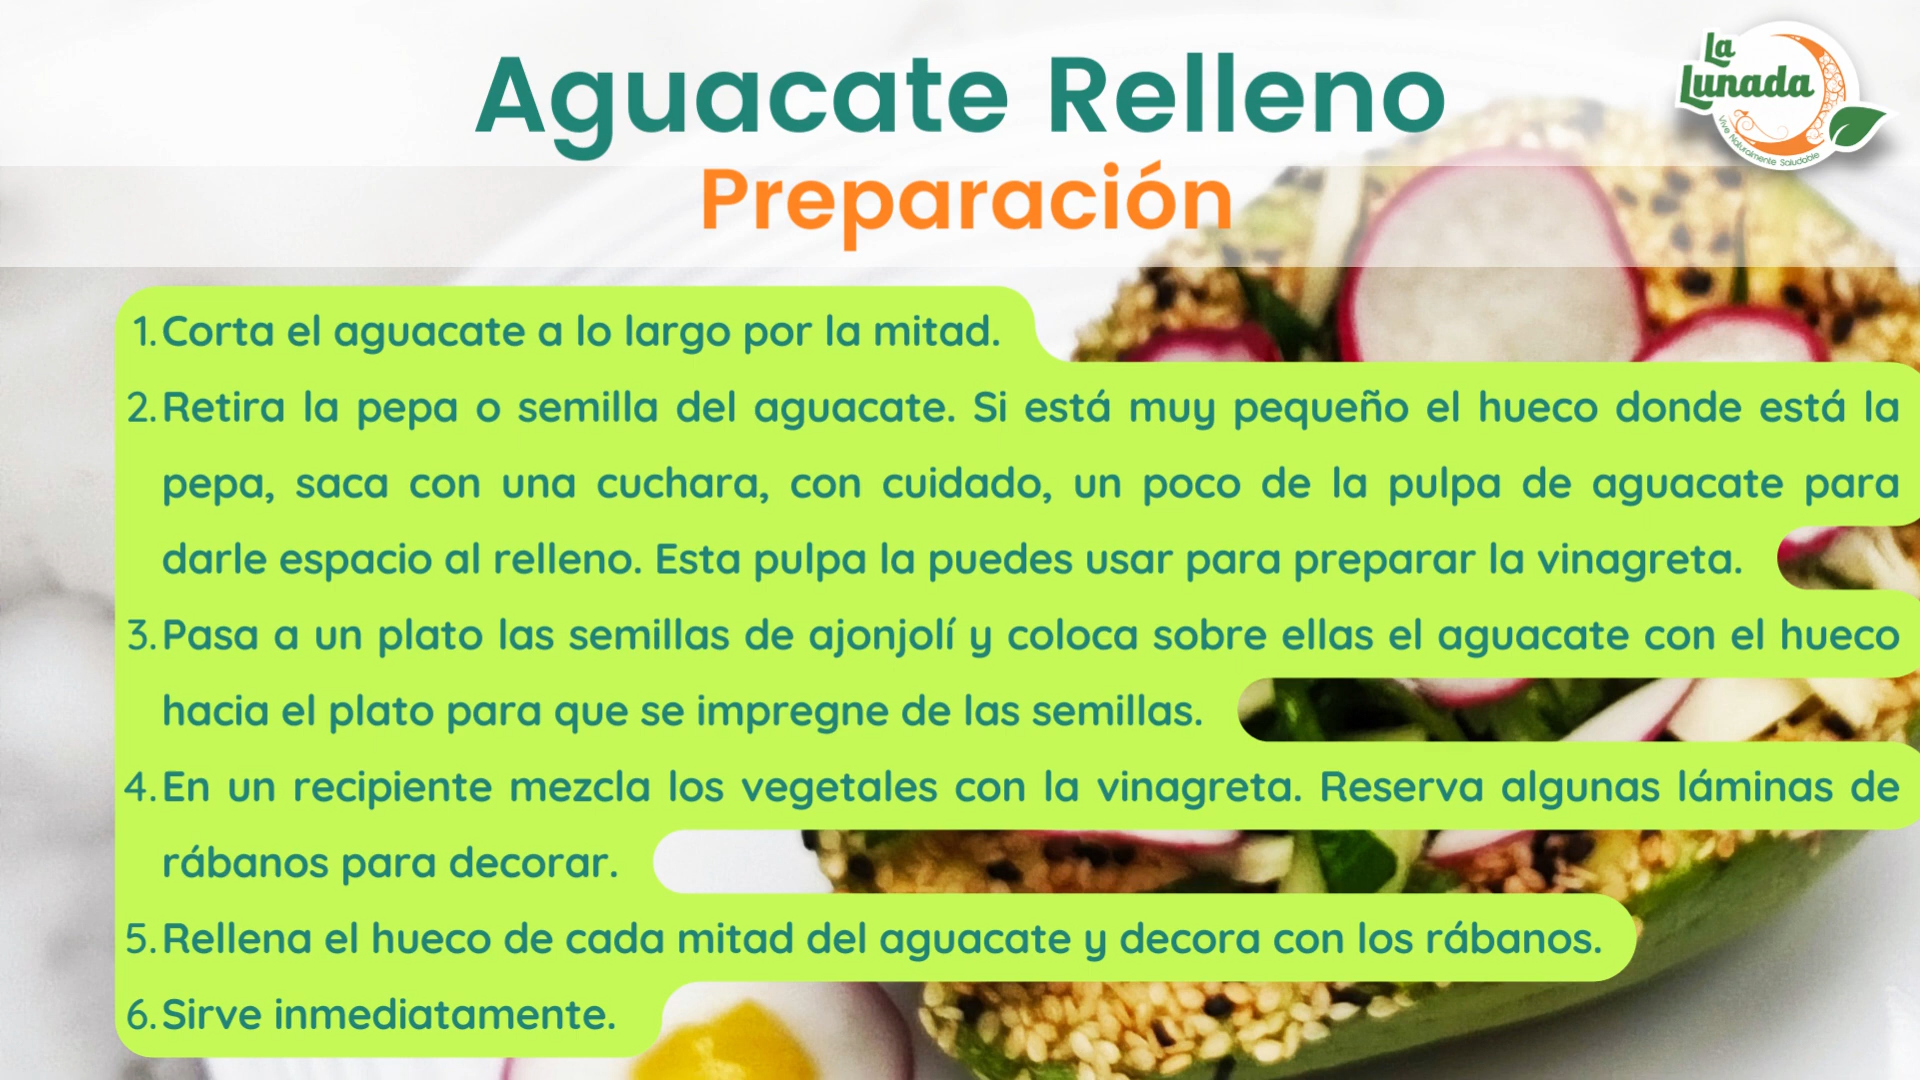 Aguacate Relleno
La
Lunada
Vive Naturalmente Saludable
Preparación
1. Corta el aguacate a lo largo por la mitad.
2. Retira la pepa o semilla del aguacate. Si está muy pequeño el hueco donde está la
pepa, saca con una cuchara, con cuidado, un poco de la pulpa de aguacate para
darle espacio al relleno. Esta pulpa la puedes usar para preparar la vinagreta.
3. Pasa a un plato las semillas de ajonjolí y coloca sobre ellas el aguacate con el hueco
hacia el plato para que se impregne de las semillas.
4. En un recipiente mezcla los vegetales con la vinagreta. Reserva algunas láminas de
rábanos para decorar.
5. Rellena el hueco de cada mitad del aguacate y decora con los rábanos.
6. Sirve inmediatamente.